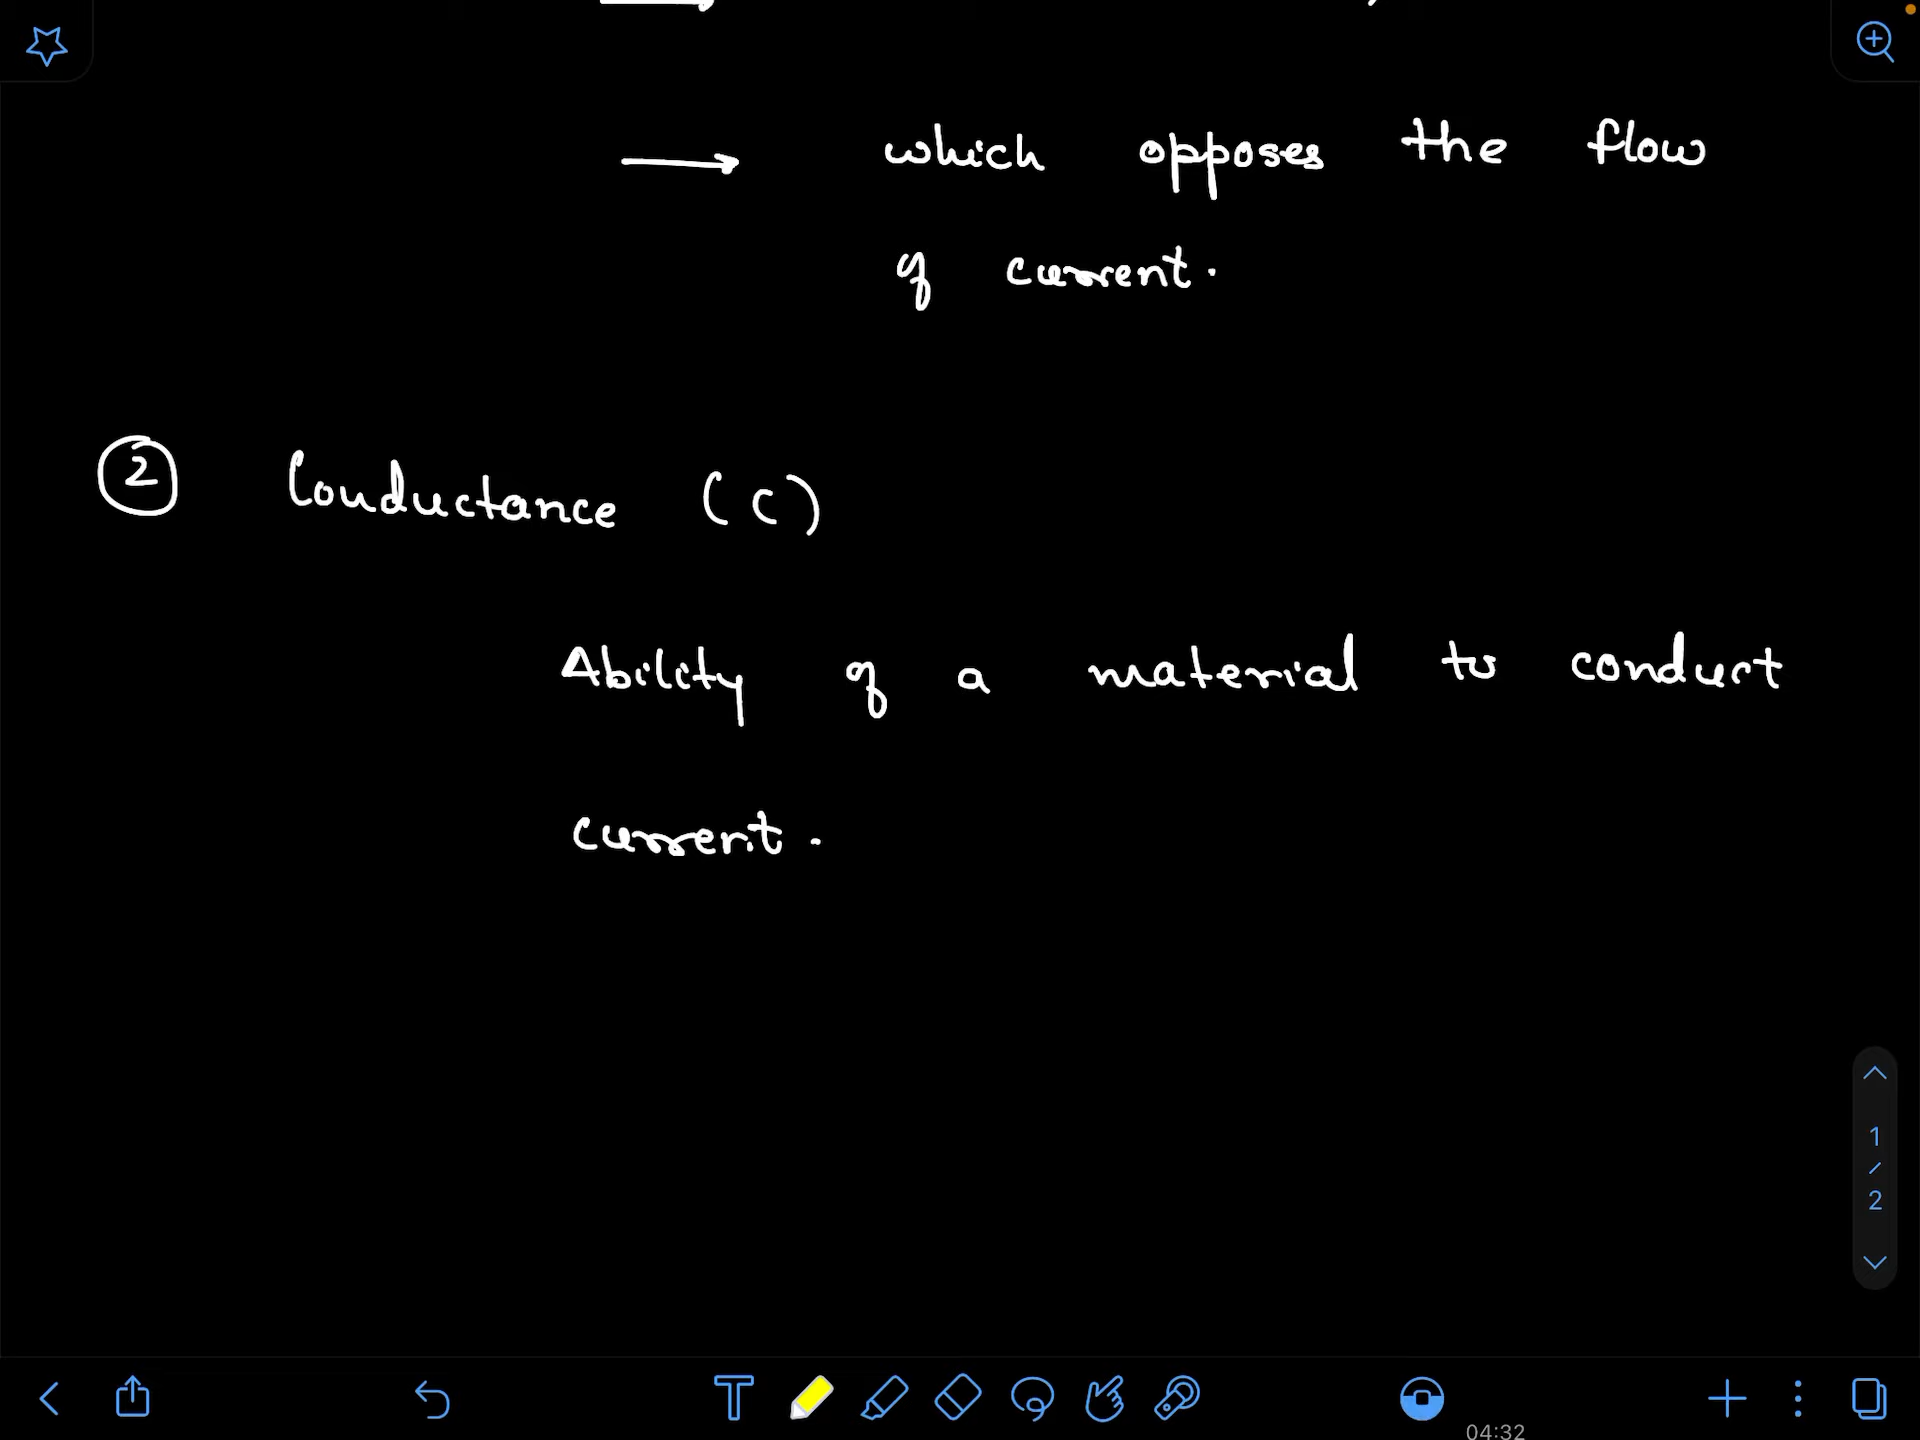 → which opposes the flow
of current.
② Conductance (C)
Ability of a material to conduct
current.
1
/
2
T
04:32